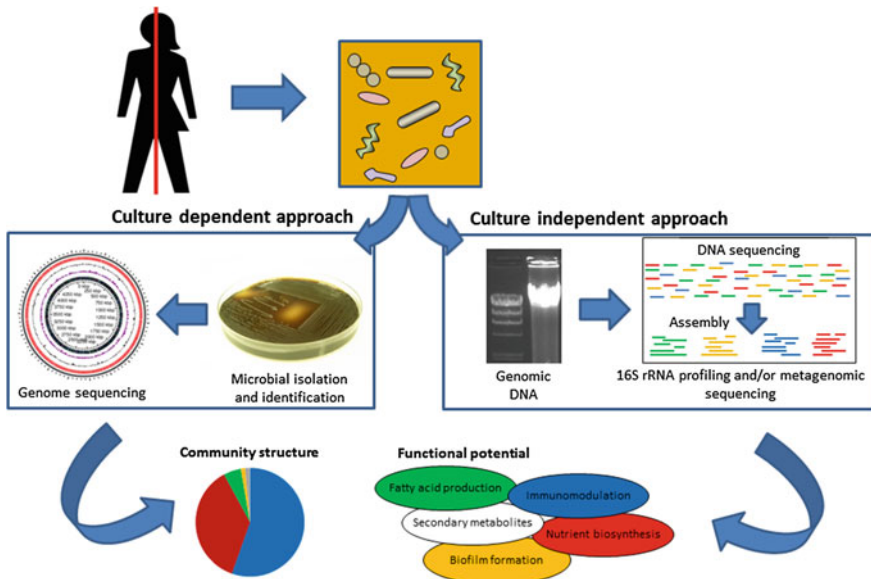 Culture dependent approach
Culture independent approach
Genome sequencing
Microbial isolation
and identification
Genomic
DNA
DNA sequencing
Assembly
16S rRNA profiling and/or metagenomic
sequencing
Community structure
Functional potential
Fatty acid production
Immunomodulation
Secondary metabolites
Nutrient biosynthesis
Biofilm formation